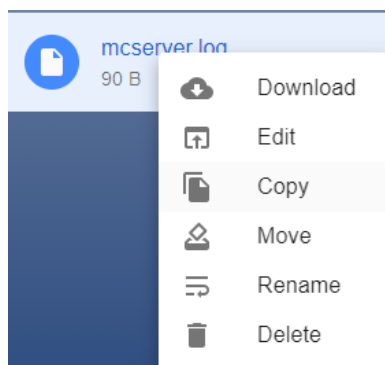 mcserver.log
90 B
Download
Edit
Copy
Move
Rename
Delete